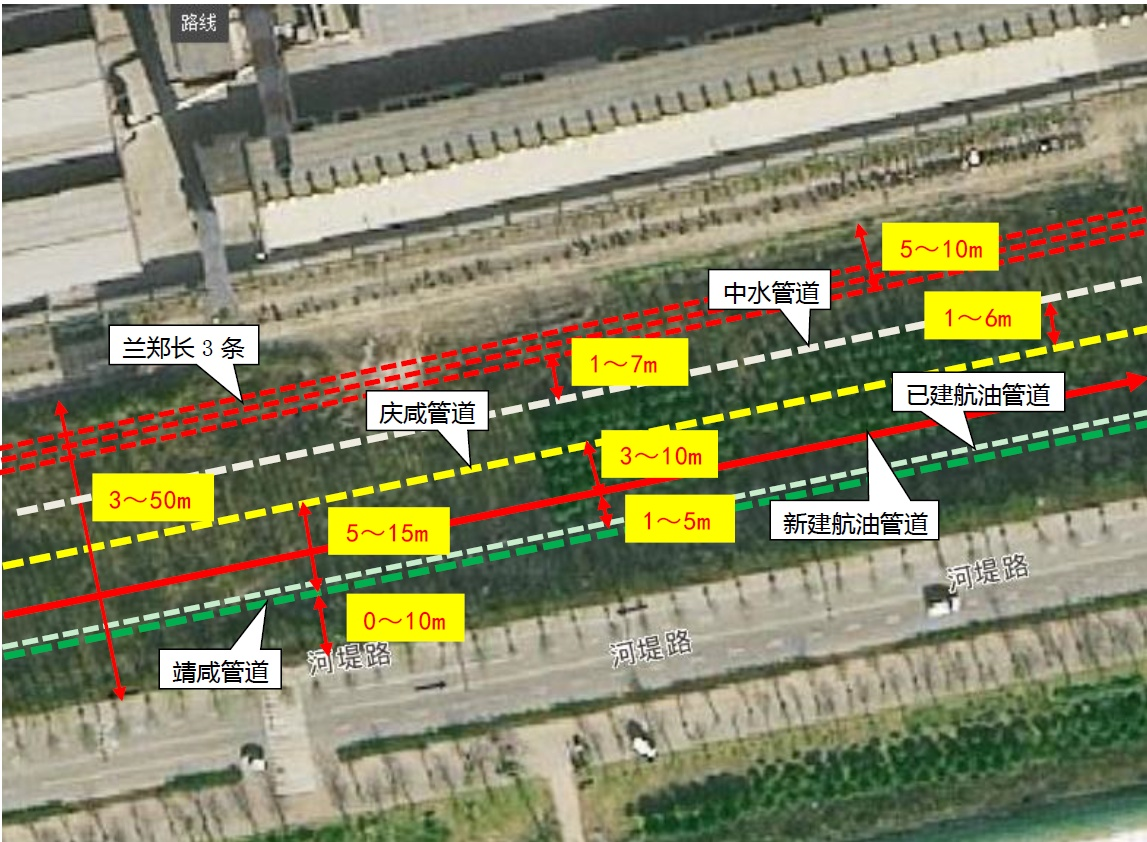 路线
5～10m
中水管道
1～6m
兰郑长 3 条
1～7m
已建航油管道
庆咸管道
3～10m
3～50m
1～5m
新建航油管道
5～15m
河堤路
0～10m
河堤路
河堤路
靖咸管道